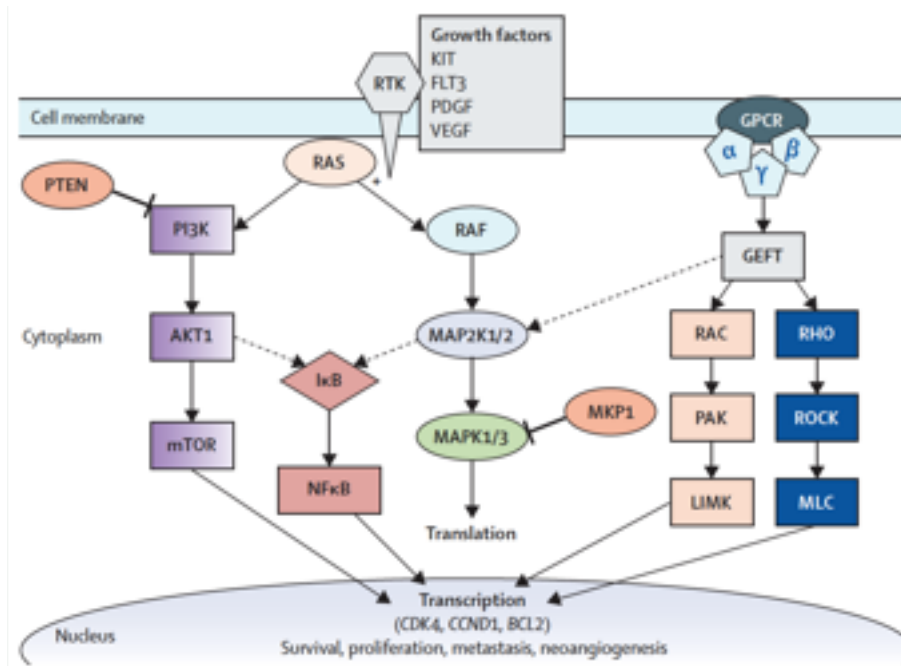 Growth factors
KIT
FLT3
PDGF
VEGF
RTK
Cell membrane
GPCR
α
β
γ
RAS
PTEN
PI3K
RAF
GEFT
Cytoplasm
AKT1
MAP2K1/2
RAC
RHO
IκB
MKP1
mTOR
MAPK1/3
PAK
ROCK
NFκB
LIMK
MLC
Translation
Transcription
(CDK4, CCND1, BCL2)
Nucleus
Survival, proliferation, metastasis, neoangiogenesis